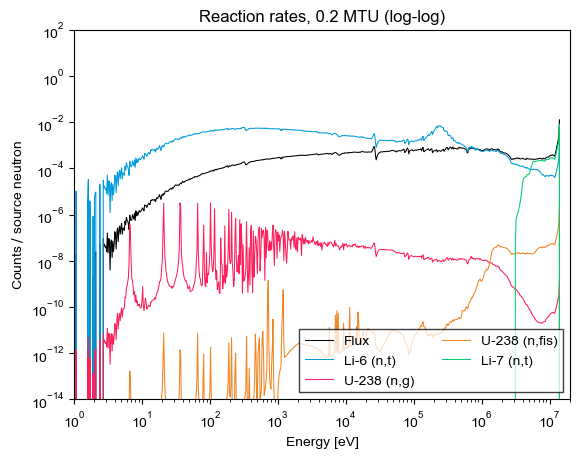 Reaction rates, 0.2 MTU (log-log)
Counts / source neutron
10^2
10^0
10^-2
10^-4
10^-6
10^-8
10^-10
10^-12
10^-14
Flux
Li-6 (n,t)
U-238 (n,g)
U-238 (n,fis)
Li-7 (n,t)
10^0 10^1 10^2 10^3 10^4 10^5 10^6 10^7
Energy [eV]